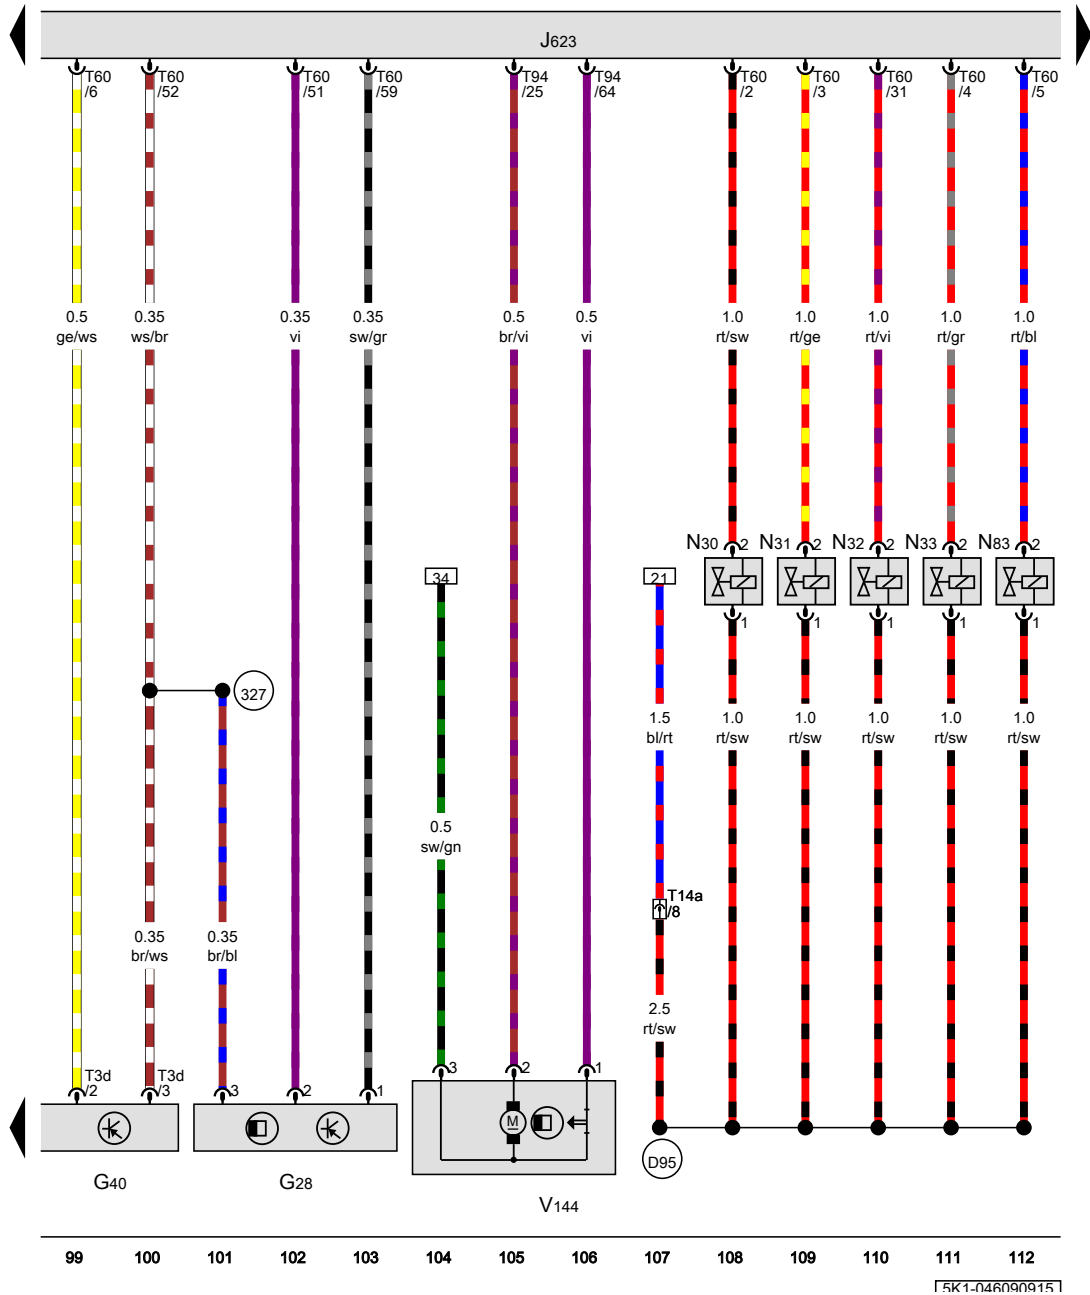 J623
T60 T60 T60 T60 T94 T94 T60 T60 T60 T60 T60
/6 /52 /51 /59 /25 /64 /2 /3 /31 /4 /5
0.5 0.35 0.35 0.35 0.5 0.5 1.0 1.0 1.0 1.0 1.0
ge/ws ws/br vi sw/gr br/vi vi rt/sw rt/ge rt/vi rt/gr rt/bl
N30 2 N31 2 N32 2 N33 2 N83 2
34 21
1 1 1 1 1
327
1.5 1.0 1.0 1.0 1.0 1.0
bl/rt rt/sw rt/sw rt/sw rt/sw rt/sw
0.5
sw/gn
T14a
/8
0.35 0.35
br/ws br/bl
2.5
rt/sw
3 2 1
T3d T3d
/2 /3 3 2 1
M
D95
G40 G28
V144
99 100 101 102 103 104 105 106 107 108 109 110 111 112
5K1-046090915